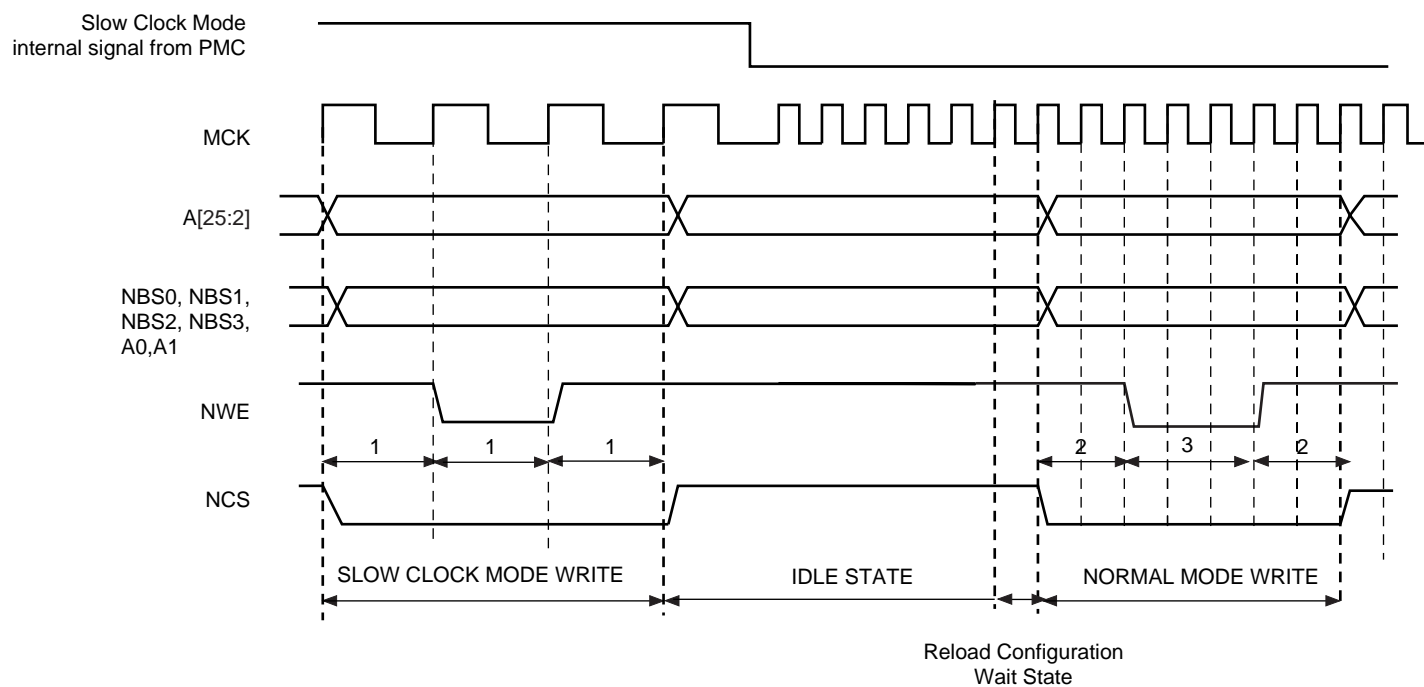 Slow Clock Mode
internal signal from PMC
MCK
A[25:2]
NBS0, NBS1,
NBS2, NBS3,
A0,A1
NWE
1 1 1 2 3 2
NCS
SLOW CLOCK MODE WRITE IDLE STATE NORMAL MODE WRITE
Reload Configuration
Wait State